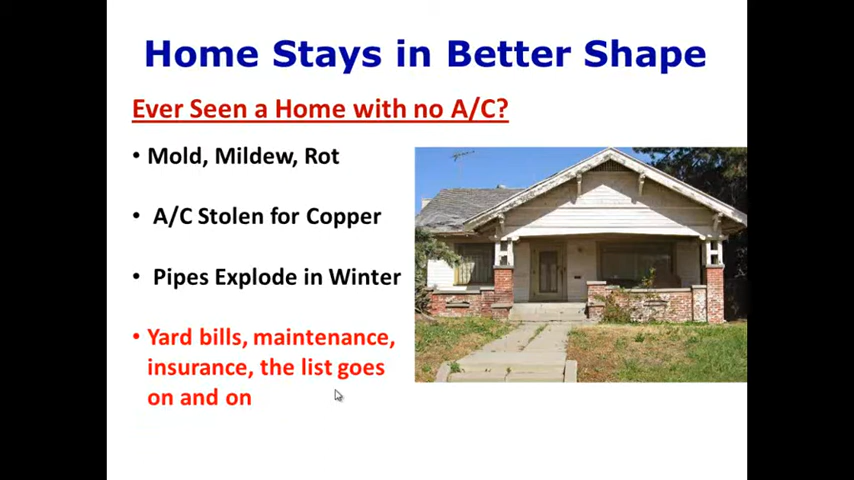 Home Stays in Better Shape
Ever Seen a Home with no A/C?
• Mold, Mildew, Rot
• A/C Stolen for Copper
• Pipes Explode in Winter
• Yard bills, maintenance,
insurance, the list goes
on and on